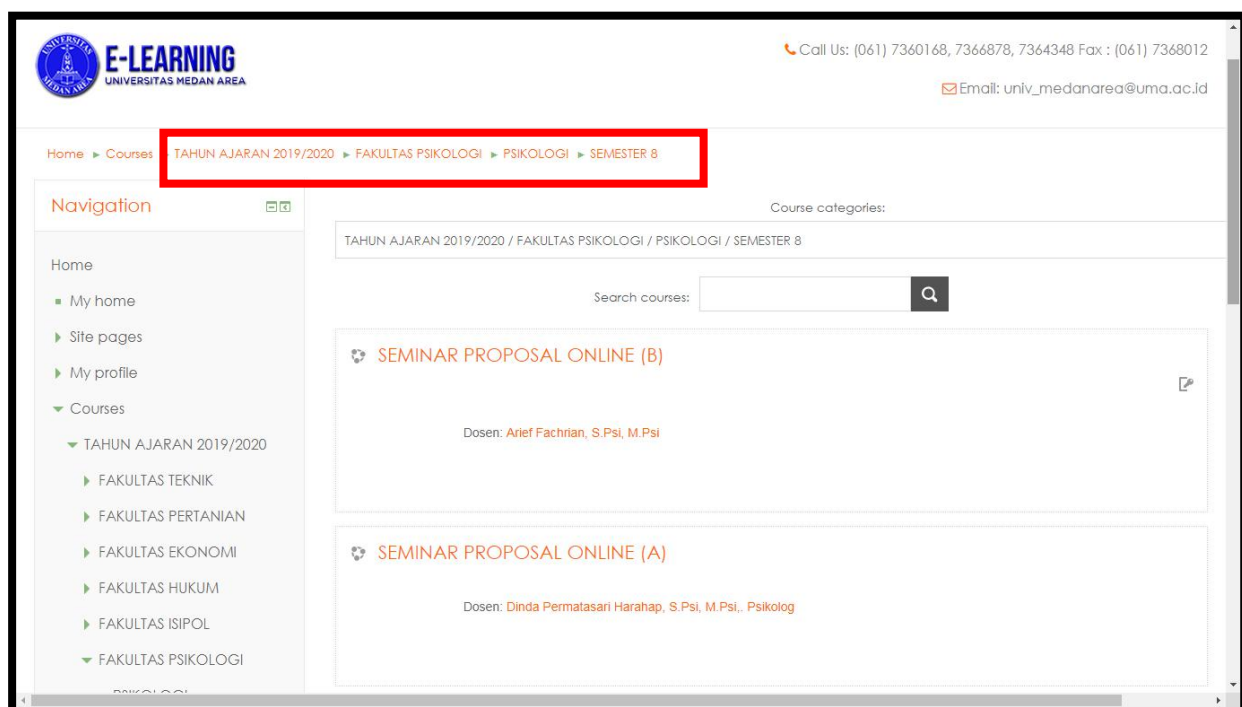 UNIVERSITAS
MEDAN AREA
E-LEARNING
UNIVERSITAS MEDAN AREA
Call Us: (061) 7360168, 7366878, 7364348 Fax : (061) 7368012
Email: univ_medanarea@uma.ac.id
Home ► Courses TAHUN AJARAN 2019/2020 ► FAKULTAS PSIKOLOGI ► PSIKOLOGI ► SEMESTER 8
Navigation
Home
My home
Site pages
My profile
Courses
TAHUN AJARAN 2019/2020
FAKULTAS TEKNIK
FAKULTAS PERTANIAN
FAKULTAS EKONOMI
FAKULTAS HUKUM
FAKULTAS ISIPOL
FAKULTAS PSIKOLOGI
PSIKOLOGI
Course categories:
TAHUN AJARAN 2019/2020 / FAKULTAS PSIKOLOGI / PSIKOLOGI / SEMESTER 8
Search courses:
SEMINAR PROPOSAL ONLINE (B)
Dosen: Arief Fachrian, S.Psi, M.Psi
SEMINAR PROPOSAL ONLINE (A)
Dosen: Dinda Permatasari Harahap, S.Psi, M.Psi,. Psikolog